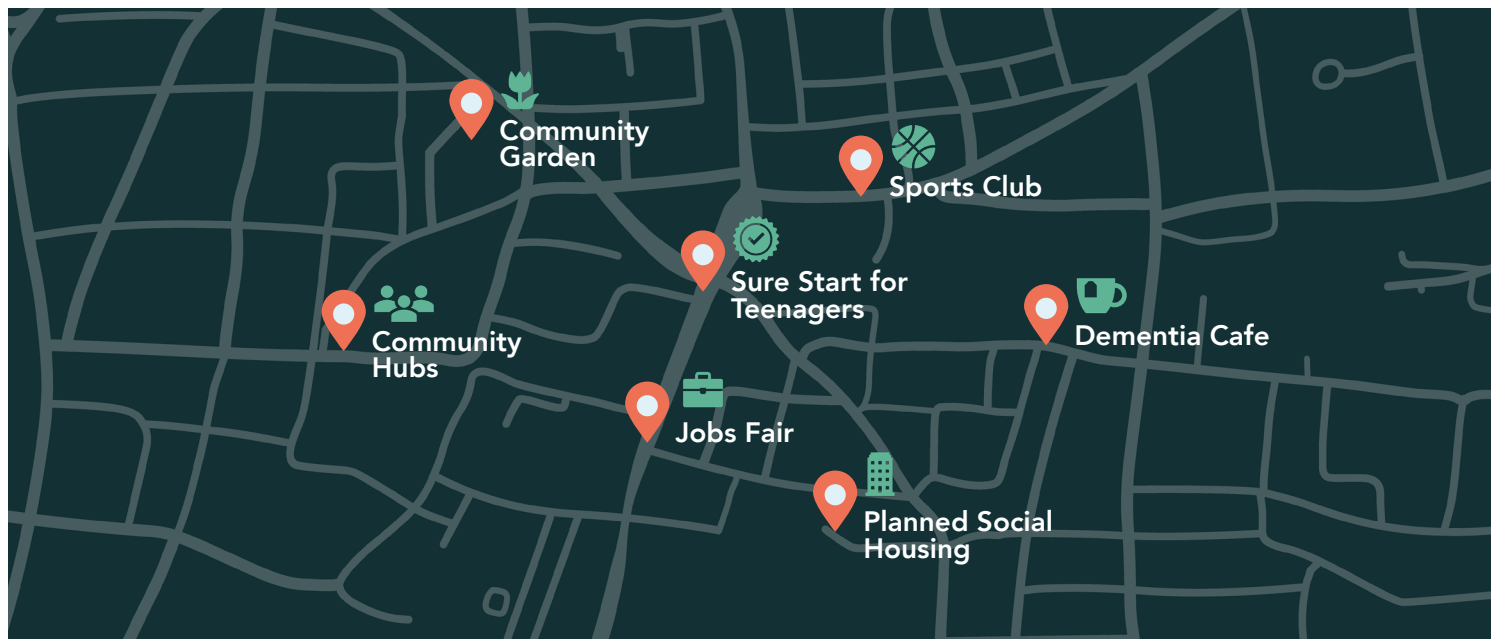 Community
Garden
Sports Club
Sure Start for
Teenagers
Community
Hubs
Dementia Cafe
Jobs Fair
Planned Social
Housing